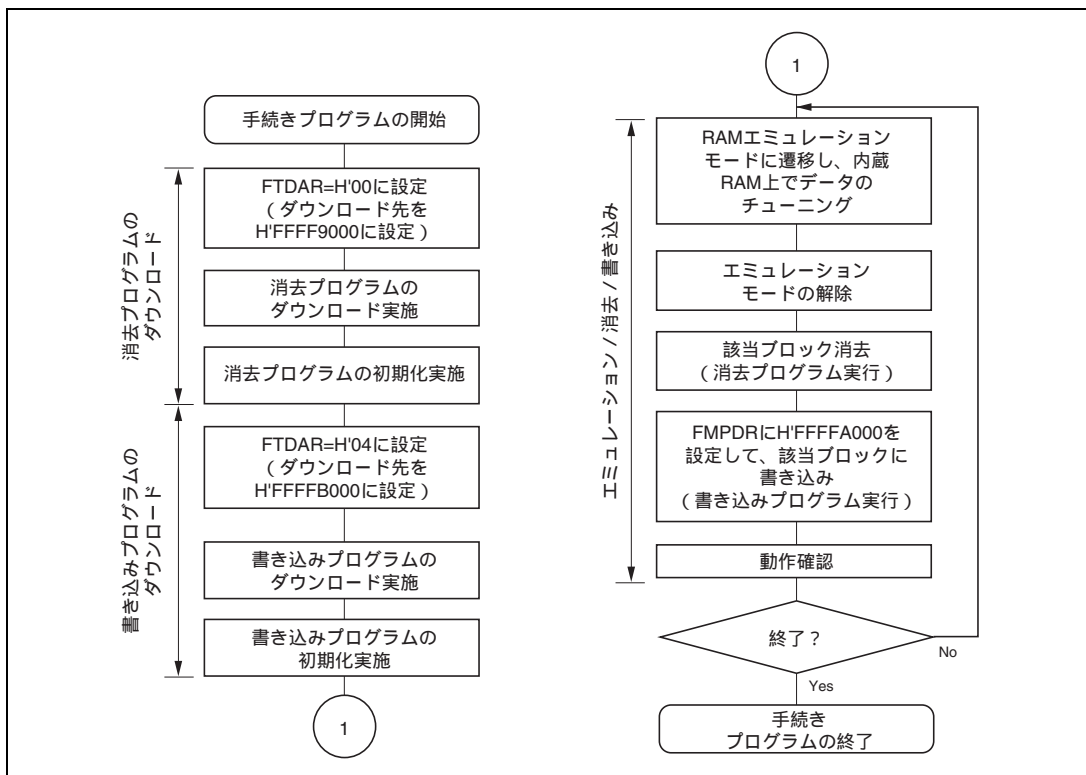 手続きプログラムの開始
消去プログラムの
ダウンロード
FTDAR=H'00に設定
（ダウンロード先を
H'FFFF9000に設定）
消去プログラムの
ダウンロード実施
消去プログラムの初期化実施
書き込みプログラムの
ダウンロード
FTDAR=H'04に設定
（ダウンロード先を
H'FFFFB000に設定）
書き込みプログラムの
ダウンロード実施
書き込みプログラムの
初期化実施
1
1
エミュレーション / 消去 / 書き込み
RAMエミュレーション
モードに遷移し、内蔵
RAM上でデータの
チューニング
エミュレーション
モードの解除
該当ブロック消去
（消去プログラム実行）
FMPDRにH'FFFFA000を
設定して、該当ブロックに
書き込み
（書き込みプログラム実行）
動作確認
終了？
No
Yes
手続き
プログラムの終了